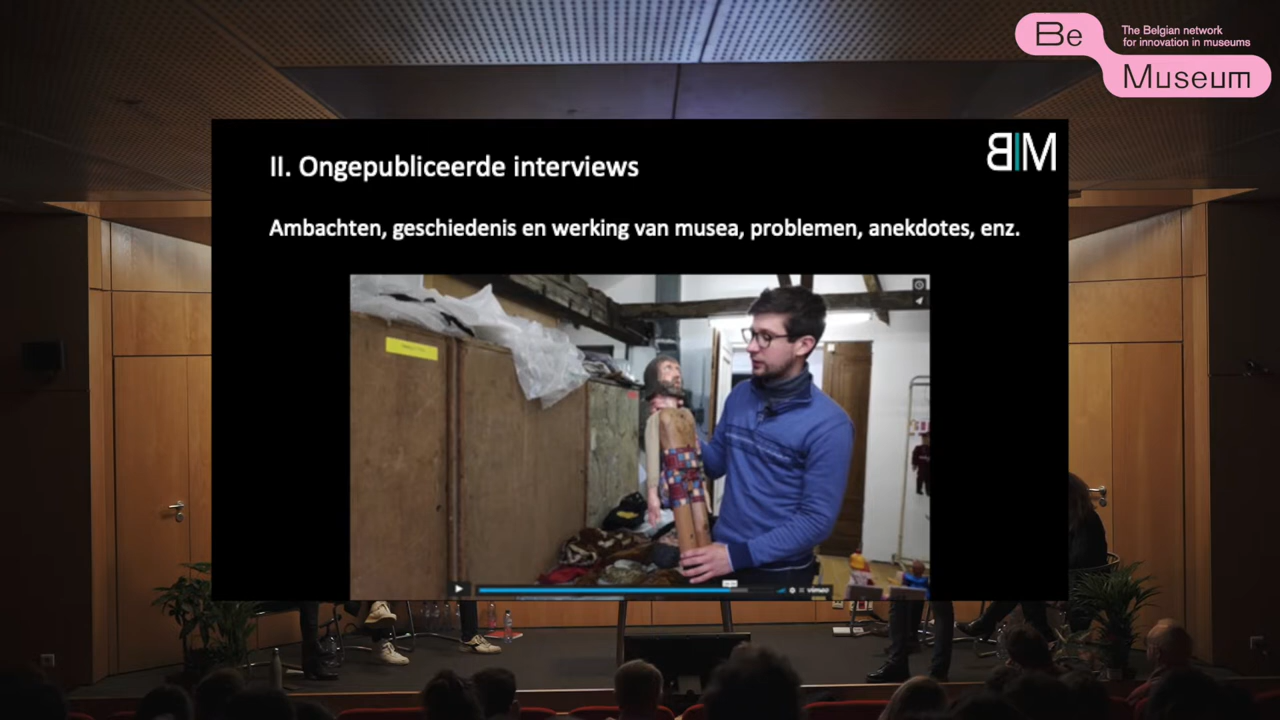 Be
The Belgian network
for innovation in museums
Museum
BIM
II. Ongepubliceerde interviews
Ambachten, geschiedenis en werking van musea, problemen, anekdotes, enz.
vimeo